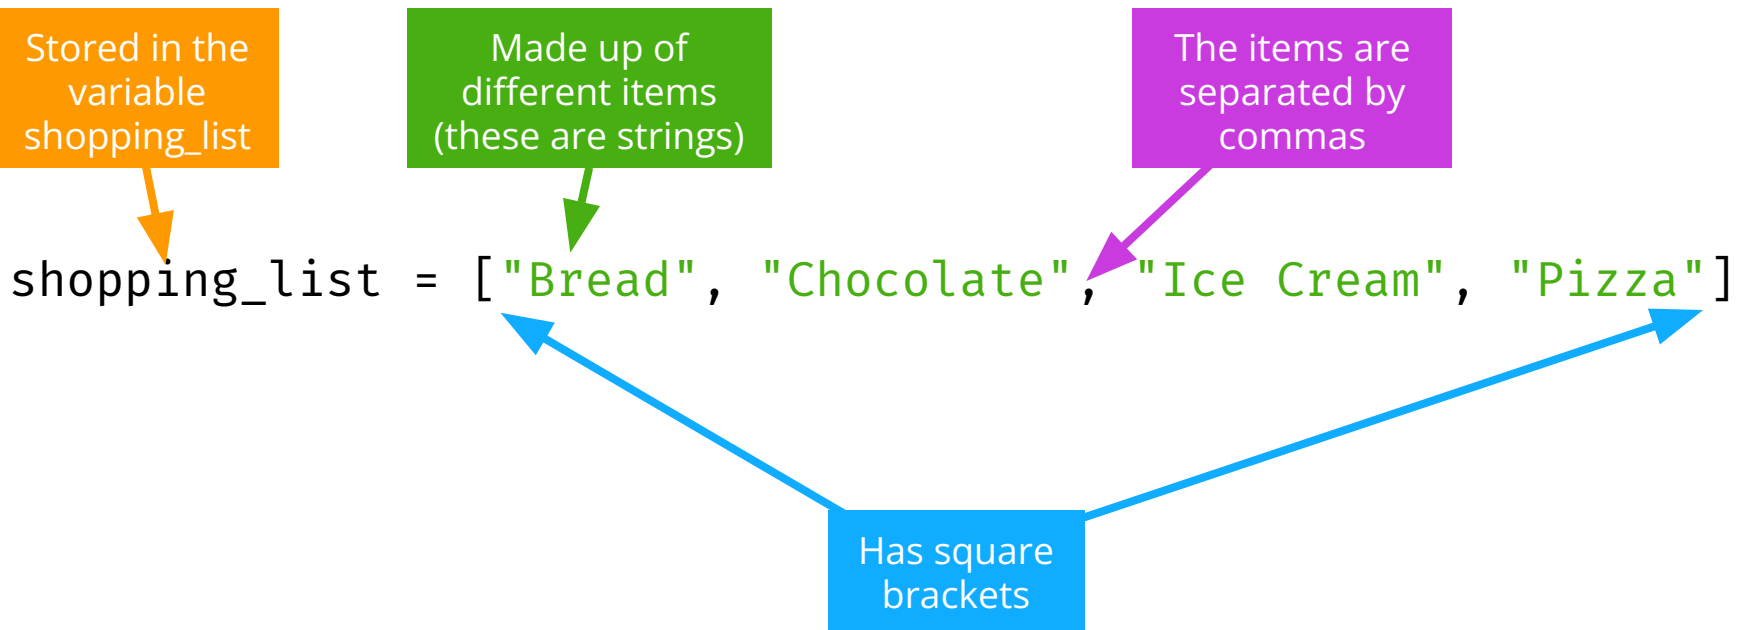 Stored in the
variable
shopping_list
Made up of
different items
(these are strings)
The items are
separated by
commas
shopping_list = ["Bread", "Chocolate", "Ice Cream", "Pizza"]
Has square
brackets